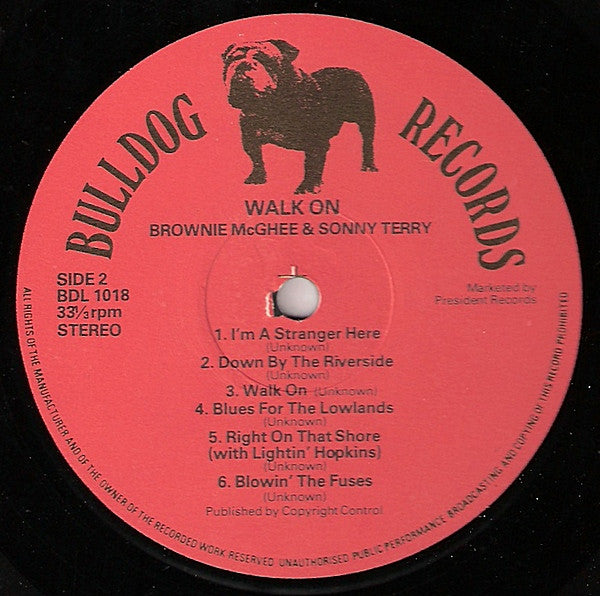 BULLDOG RECORDS
WALK ON
BROWNIE McGHEE & SONNY TERRY
SIDE 2
BDL 1018
33⅓rpm
STEREO
Marketed by
President Records
1. I'm A Stranger Here
(Unknown)
2. Down By The Riverside
(Unknown)
3. Walk On (Unknown)
4. Blues For The Lowlands
(Unknown)
5. Right On That Shore
(with Lightin' Hopkins)
(Unknown)
6. Blowin' The Fuses
(Unknown)
Published by Copyright Control
ALL RIGHTS OF THE MANUFACTURER AND OF THE OWNER OF THE RECORDED WORK RESERVED UNAUTHORISED PUBLIC PERFORMANCE BROADCASTING AND COPYING OF THIS RECORD PROHIBITED